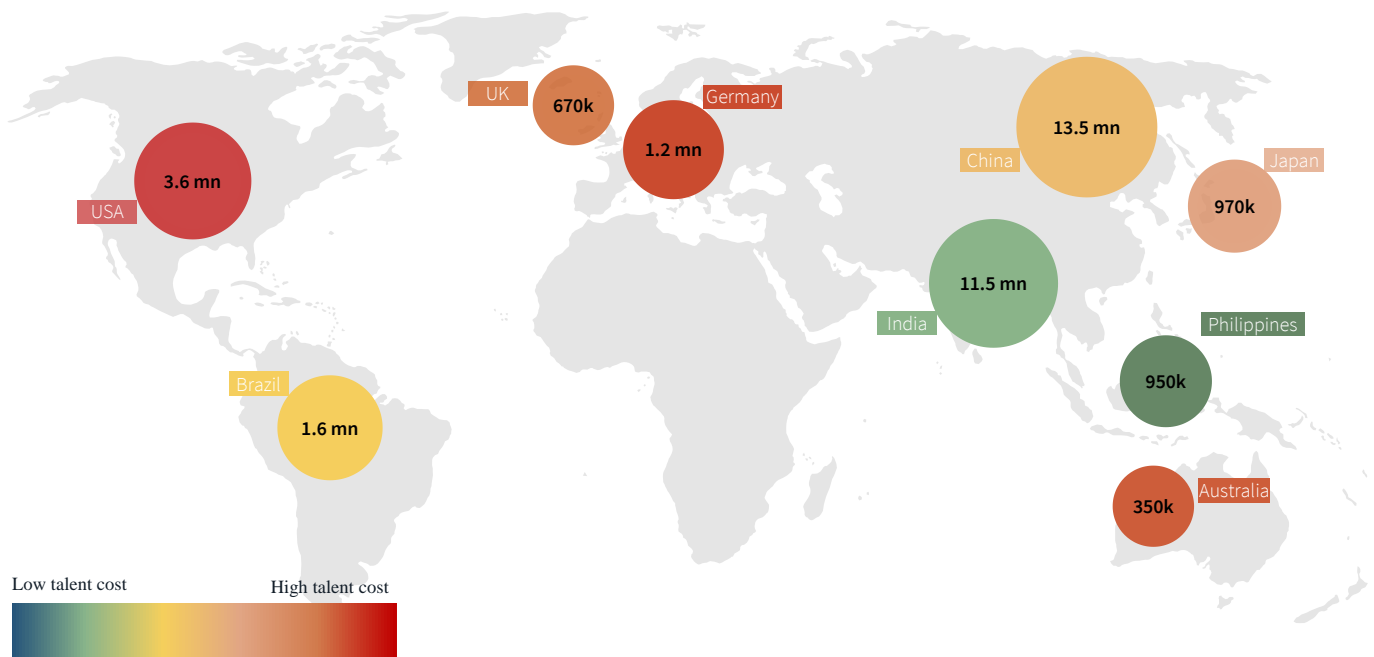 UK
670k
Germany
1.2 mn
13.5 mn
China
Japan
970k
3.6 mn
USA
11.5 mn
India
Philippines
950k
Brazil
1.6 mn
350k
Australia
Low talent cost
High talent cost